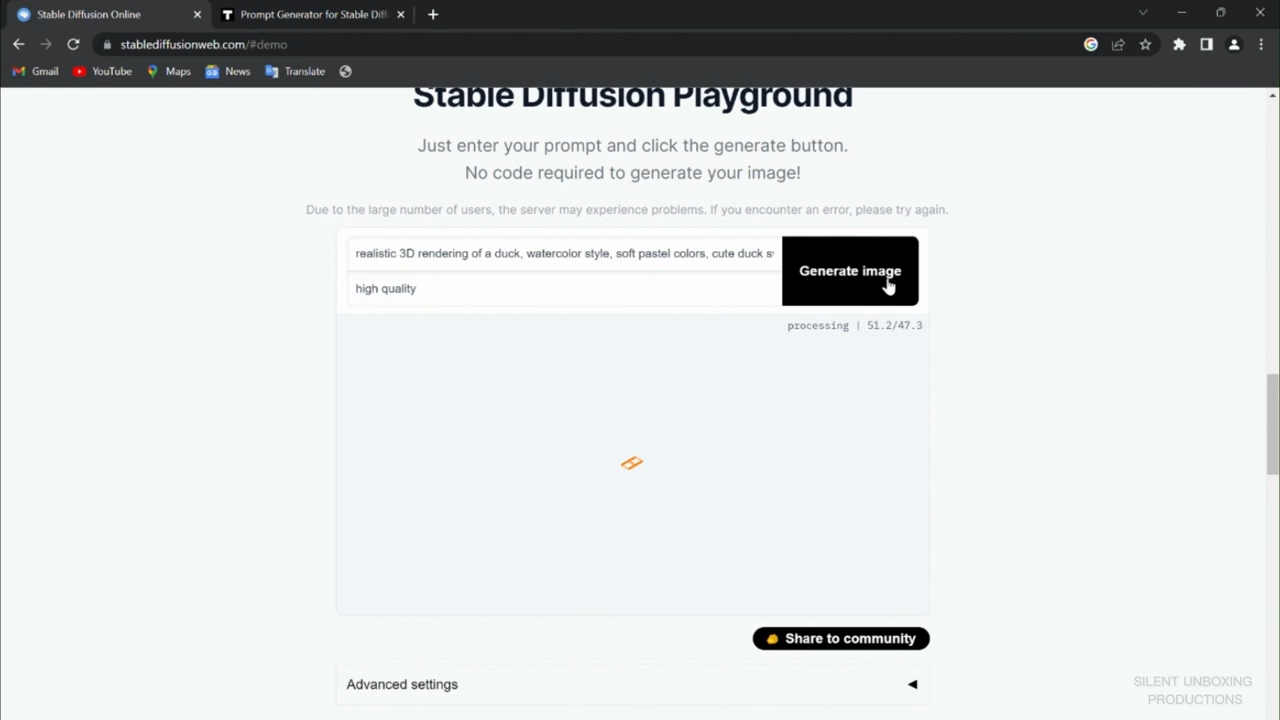 Stable Diffusion Online
Prompt Generator for Stable Diff
stablediffusionweb.com/#demo
Gmail
YouTube
Maps
News
Translate
Stable Diffusion Playground
Just enter your prompt and click the generate button.
No code required to generate your image!
Due to the large number of users, the server may experience problems. If you encounter an error, please try again.
realistic 3D rendering of a duck, watercolor style, soft pastel colors, cute duck
high quality
Generate image
processing | 51.2/47.3
Share to community
Advanced settings
SILENT UNBOXING
PRODUCTIONS